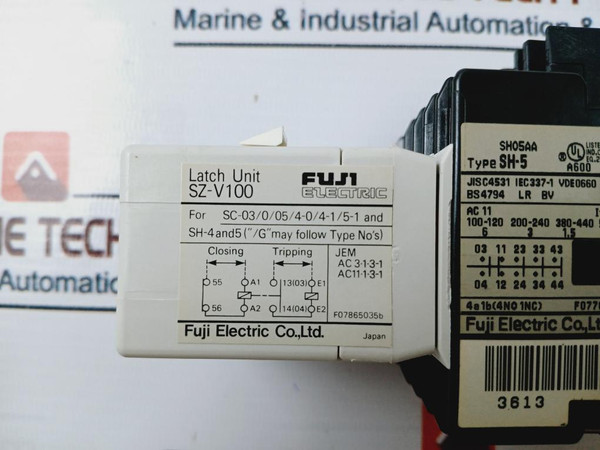 Marine & industrial Automation &
NE TECH
Automation
Latch Unit
SZ-V100
FUJI
ELECTRIC
For SC-03/0/05/4-0/4-1/5-1 and
SH-4and5 ("/G"may follow Type No's)
Closing Tripping
55 A1 13(03) E1
56 A2 14(04) E2
JEM
AC 3-1-3-1
AC11-1-3-1
F07865035b
Fuji Electric Co.,Ltd.
Japan
SH05AA
Type SH-5
A600
JISC4531 IEC337-1 VDE0660
BS4794 LR BV
AC 11
100-120 200-240 380-440
6 3 1.5
03 11 23 33 43
04 12 24 34 44
4a1b(4NO1NC)
Fuji Electric Co.,
3613